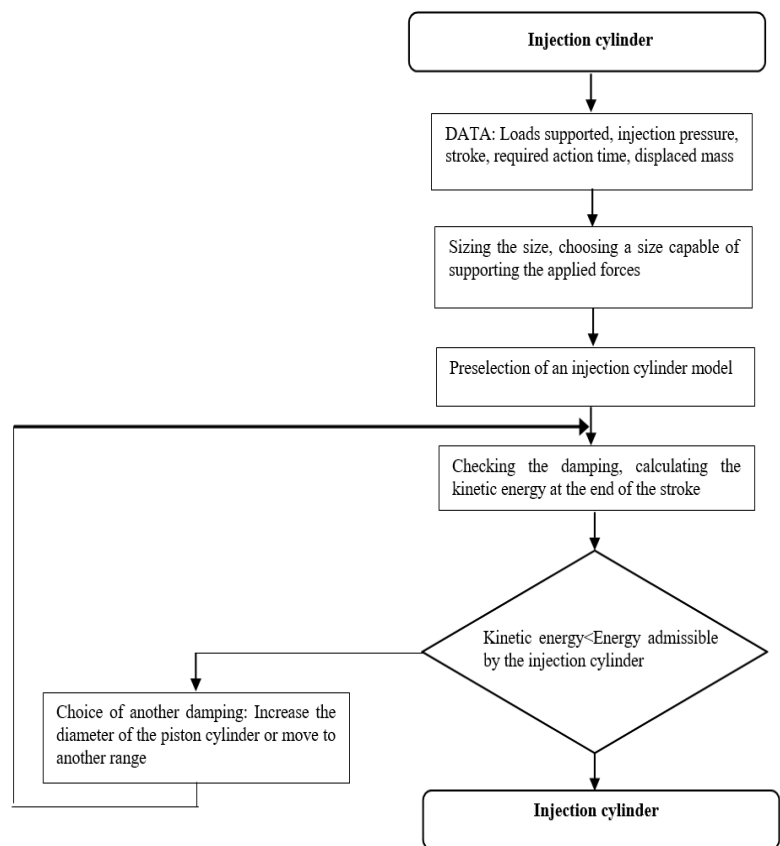 Injection cylinder
DATA: Loads supported, injection pressure,
stroke, required action time, displaced mass
Sizing the size, choosing a size capable of
supporting the applied forces
Preselection of an injection cylinder model
Checking the damping, calculating the
kinetic energy at the end of the stroke
Kinetic energy<Energy admissible
by the injection cylinder
Choice of another damping: Increase the
diameter of the piston cylinder or move to
another range
Injection cylinder